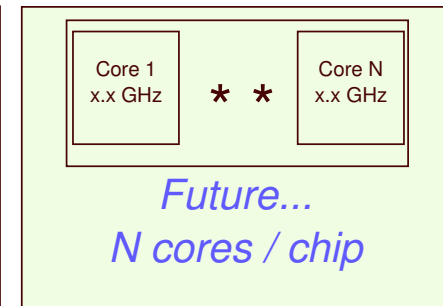 Core 1
x.x GHz
* *
Core N
x.x GHz
Future...
N cores / chip